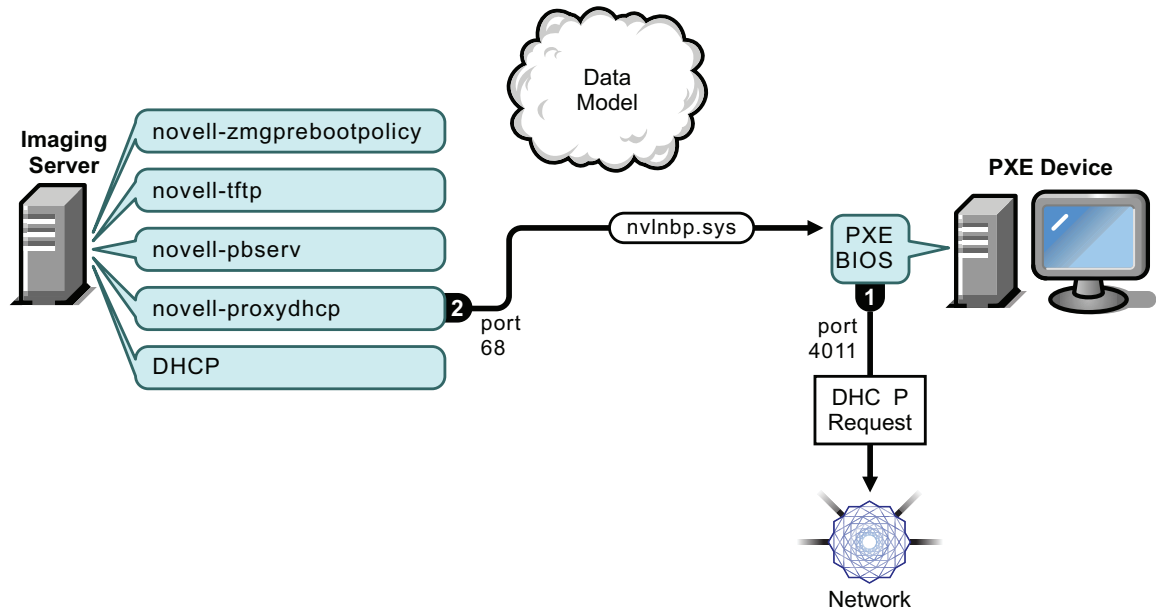 Data
Model
Imaging
Server
novell-zmgprebootpolicy
novell-tftp
novell-pbserv
novell-proxydhcp
DHCP
2
port
68
nvlnbp.sys
PXE Device
PXE
BIOS
1
port
4011
DHC P
Request
Network